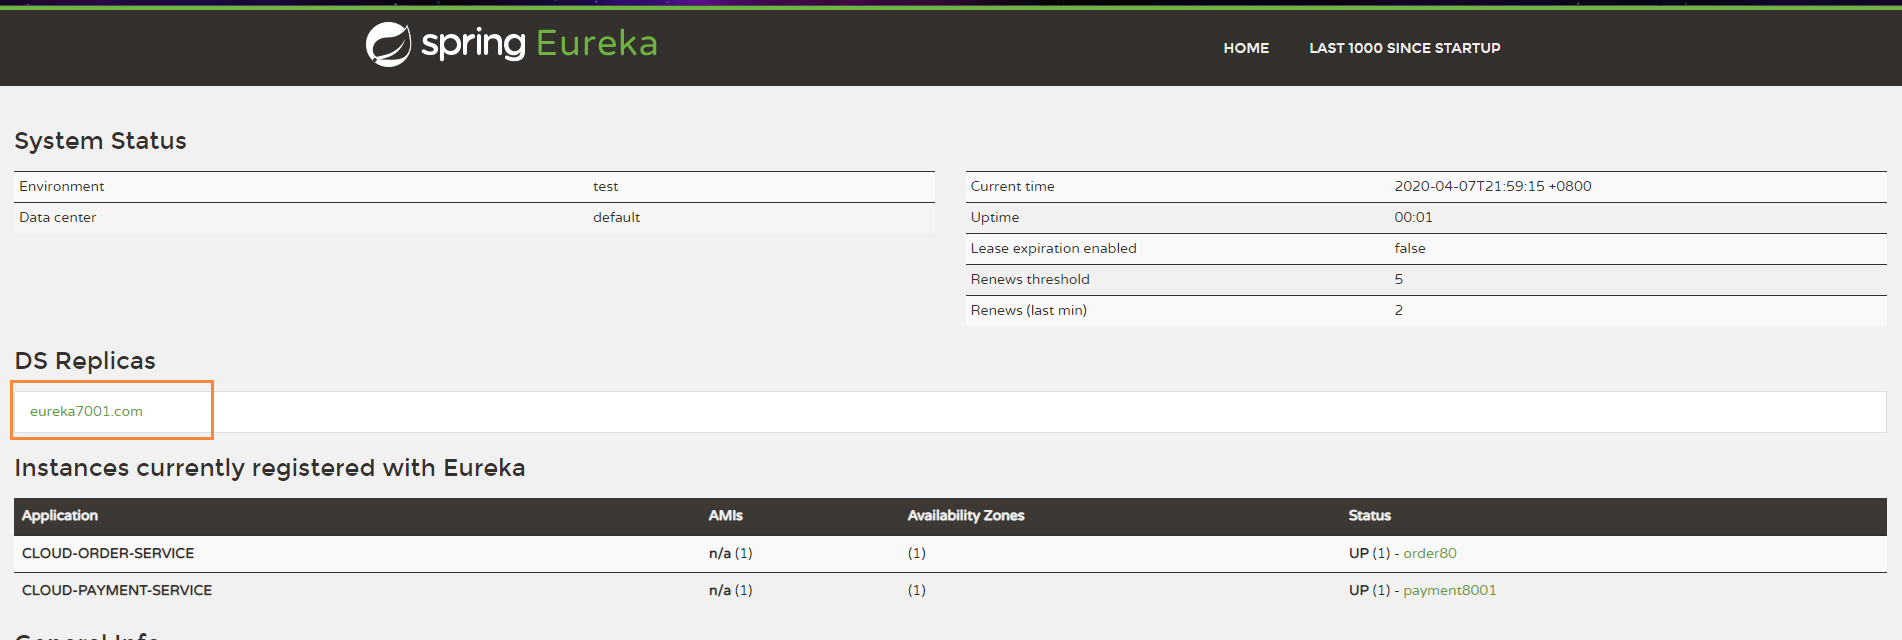 spring Eureka
HOME LAST 1000 SINCE STARTUP
System Status
Environment test
Data center default
Current time 2020-04-07T21:59:15 +0800
Uptime 00:01
Lease expiration enabled false
Renews threshold 5
Renews (last min) 2
DS Replicas
eureka7001.com
Instances currently registered with Eureka
Application AMIs Availability Zones Status
CLOUD-ORDER-SERVICE n/a (1) (1) UP (1) - order80
CLOUD-PAYMENT-SERVICE n/a (1) (1) UP (1) - payment8001
General Info